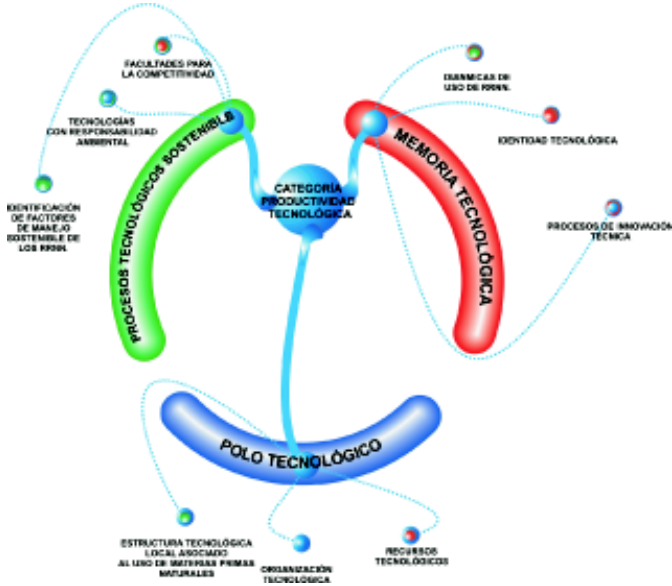 FACULTADES PARA
LA COMPETITIVIDAD
TECNOLOGÍAS
CON RESPONSABILIDAD
AMBIENTAL
IDENTIFICACIÓN
DE FACTORES
DE MANEJO
SOSTENIBLE DE
LOS RRNN.
PROCESOS TECNOLÓGICOS SOSTENIBLE
CATEGORÍA
PRODUCTIVIDAD
TECNOLÓGICA
MEMORIA TECNOLÓGICA
DINÁMICAS DE
USO DE RRNN.
IDENTIDAD TECNOLÓGICA
PROCESOS DE INNOVACIÓN
TÉCNICA
POLO TECNOLÓGICO
ESTRUCTURA TECNOLÓGICA
LOCAL ASOCIADO
AL USO DE MATERIAS PRIMAS
NATURALES
ORGANIZACIÓN
TECNOLÓGICA
RECURSOS
TECNOLÓGICOS